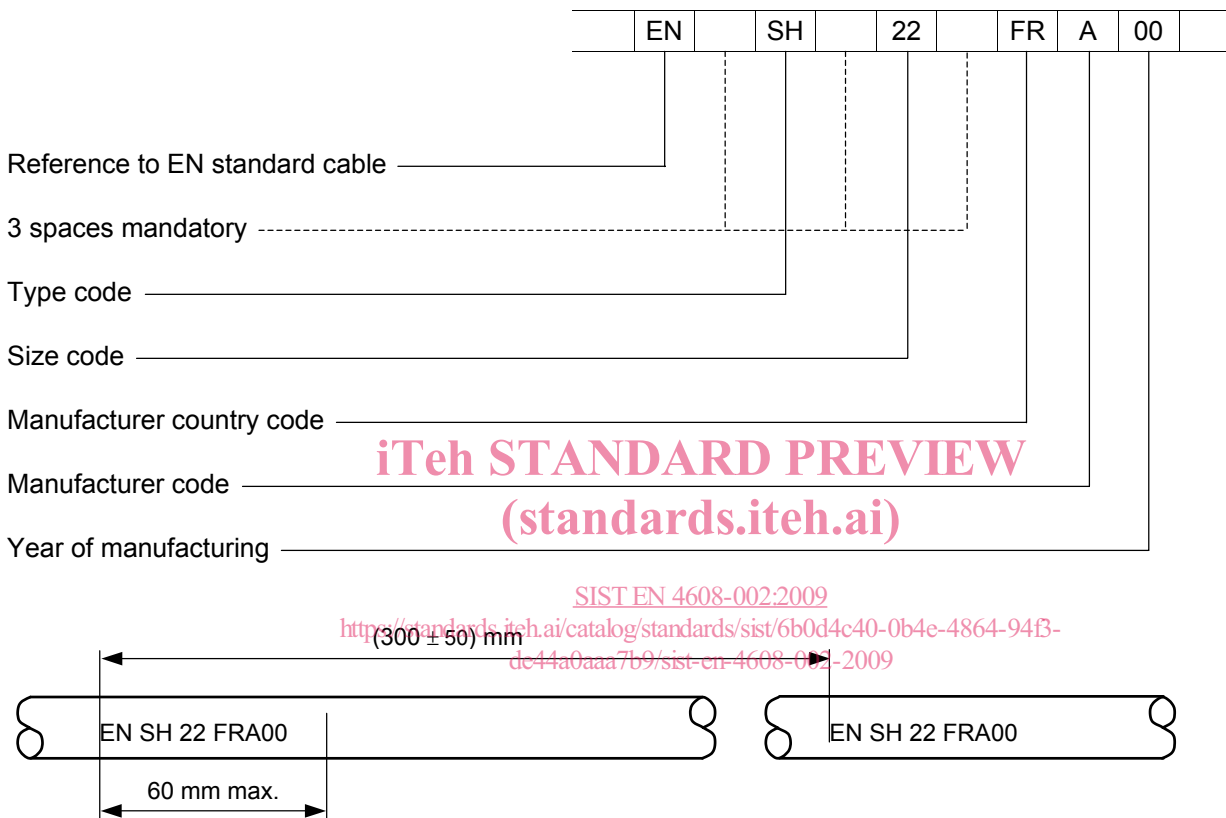 EN SH 22 FR A 00
Reference to EN standard cable
3 spaces mandatory
Type code
Size code
Manufacturer country code
iTeh STANDARD PREVIEW
Manufacturer code
(standards.iteh.ai)
Year of manufacturing
SIST EN 4608-002:2009
https://standards.iteh.ai/catalog/standards/sist/6b0d4c40-0b4e-4864-94f3-
(300 ± 50) mm
de44a0aaa7b9/sist-en-4608-002-2009
EN SH 22 FRA00 EN SH 22 FRA00
60 mm max.